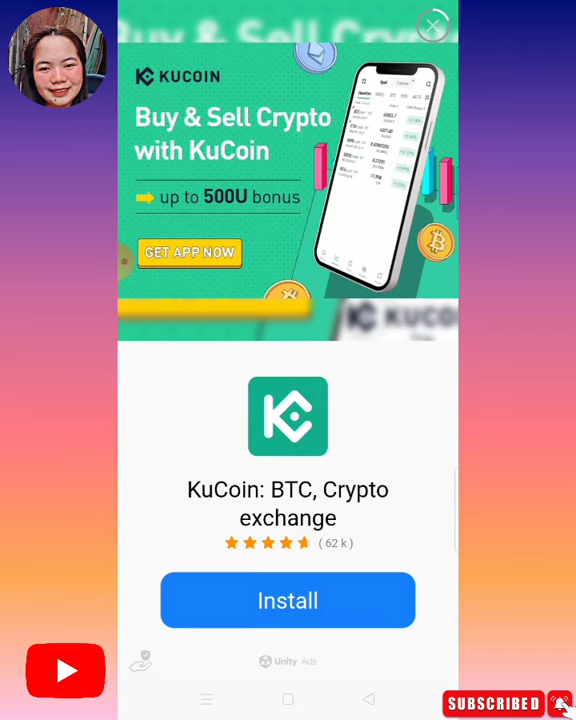 KUCOIN
Buy & Sell Crypto
with KuCoin
up to 500U bonus
GET APP NOW
KuCoin: BTC, Crypto
exchange
( 62 k )
Install
Unity Ads
SUBSCRIBED